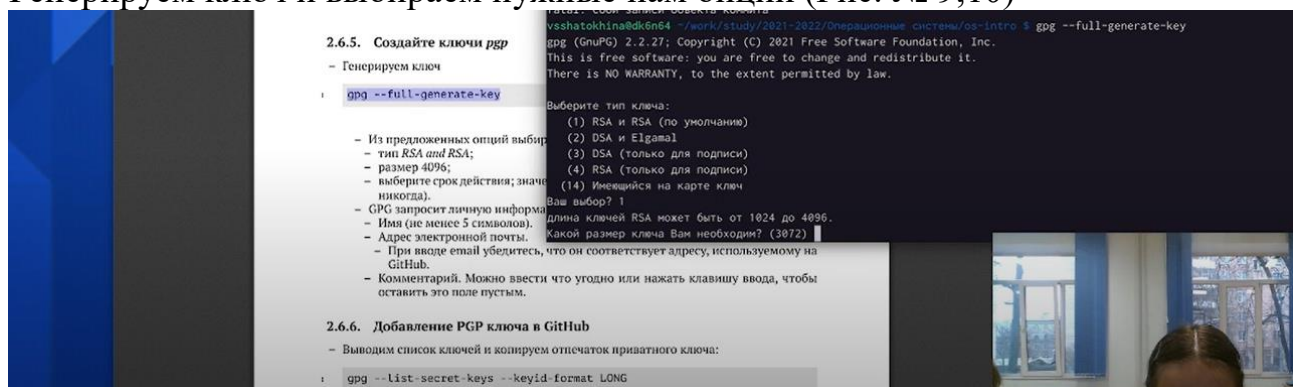 Генерируем ключ и выбираем нужные нам опции (Рис. № 9,10)
2.6.5. Создайте ключи pgp
– Генерируем ключ
1 gpg --full-generate-key
– Из предложенных опций выбир
– тип RSA and RSA;
– размер 4096;
– выберите срок действия; значе
никогда).
– GPG запросит личную информа
– Имя (не менее 5 символов).
– Адрес электронной почты.
– При вводе email убедитесь, что он соответствует адресу, используемому на
GitHub.
– Комментарий. Можно ввести что угодно или нажать клавишу ввода, чтобы
оставить это поле пустым.
2.6.6. Добавление PGP ключа в GitHub
– Выводим список ключей и копируем отпечаток приватного ключа:
1 gpg --list-secret-keys --keyid-format LONG
vsshatokhina@dk6n64 ~/work/study/2021-2022/Операционные системы/os-intro $ gpg --full-generate-key
gpg (GnuPG) 2.2.27; Copyright (C) 2021 Free Software Foundation, Inc.
This is free software: you are free to change and redistribute it.
There is NO WARRANTY, to the extent permitted by law.
Выберите тип ключа:
(1) RSA и RSA (по умолчанию)
(2) DSA и Elgamal
(3) DSA (только для подписи)
(4) RSA (только для подписи)
(14) Имеющийся на карте ключ
Ваш выбор? 1
длина ключей RSA может быть от 1024 до 4096.
Какой размер ключа Вам необходим? (3072)